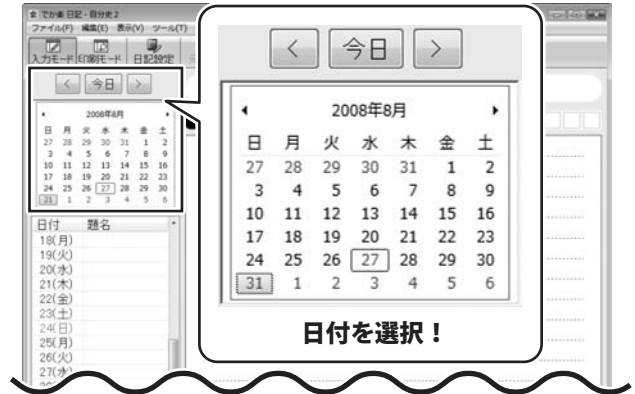 でか楽 日記・自分史2
ファイル(F) 編集(E) 表示(V) ツール(T)
入力モード 印刷モード 日記設定
< 今日 >
2008年8月
日 月 火 水 木 金 土
27 28 29 30 31 1 2
3 4 5 6 7 8 9
10 11 12 13 14 15 16
17 18 19 20 21 22 23
24 25 26 27 28 29 30
31 1 2 3 4 5 6
日付 題名
18(月)
19(火)
20(水)
21(木)
22(金)
23(土)
24(日)
25(月)
26(火)
27(水)
< 今日 >
2008年8月
日 月 火 水 木 金 土
27 28 29 30 31 1 2
3 4 5 6 7 8 9
10 11 12 13 14 15 16
17 18 19 20 21 22 23
24 25 26 27 28 29 30
31 1 2 3 4 5 6
日付を選択！